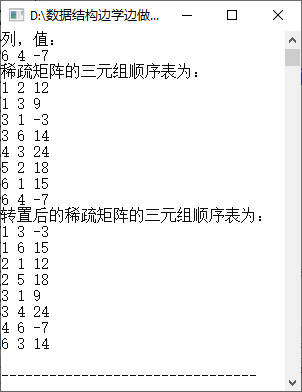 D:\数据结构边学边做...
列，值：
6 4 -7
稀疏矩阵的三元组顺序表为：
1 2 12
1 3 9
3 1 -3
3 6 14
4 3 24
5 2 18
6 1 15
6 4 -7
转置后的稀疏矩阵的三元组顺序表为：
1 3 -3
1 6 15
2 1 12
2 5 18
3 1 9
3 4 24
4 6 -7
6 3 14
--------------------------------